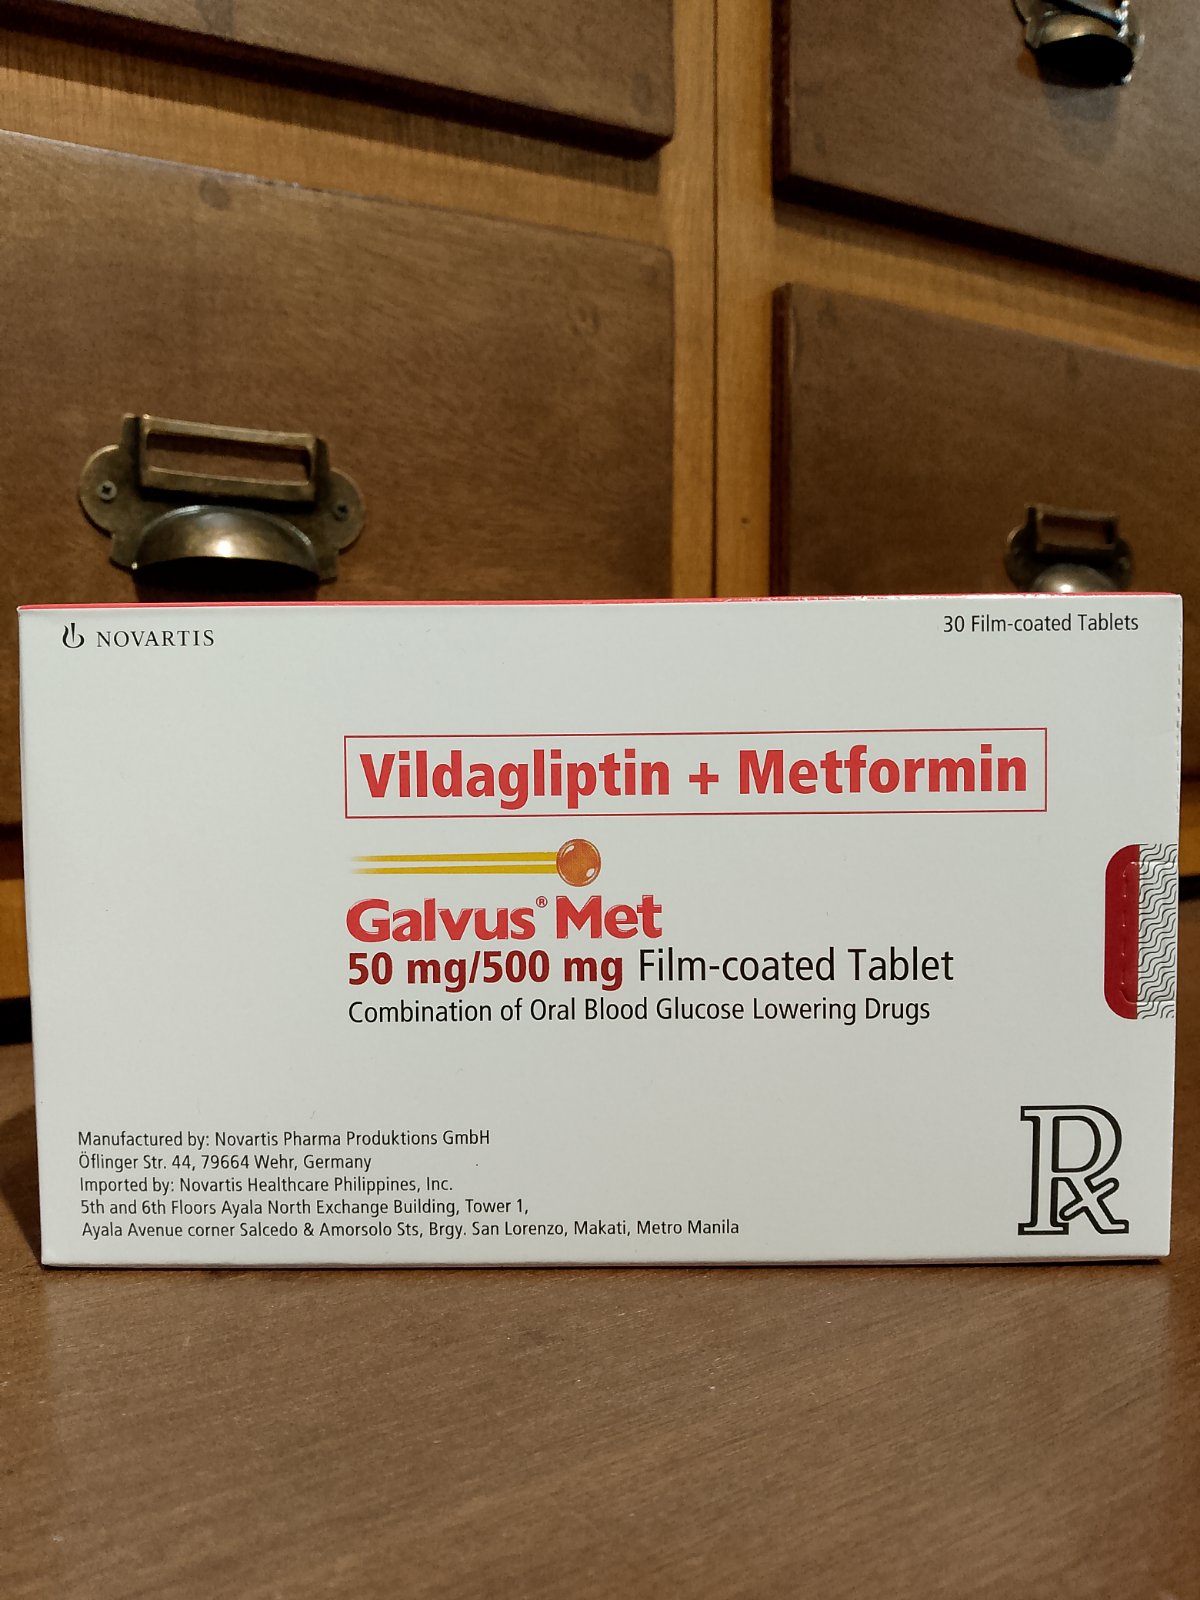 NOVARTIS
30 Film-coated Tablets
Vildagliptin + Metformin
Galvus® Met
50 mg/500 mg Film-coated Tablet
Combination of Oral Blood Glucose Lowering Drugs
Manufactured by: Novartis Pharma Produktions GmbH
Öflinger Str. 44, 79664 Wehr, Germany
Imported by: Novartis Healthcare Philippines, Inc.
5th and 6th Floors Ayala North Exchange Building, Tower 1,
Ayala Avenue corner Salcedo & Amorsolo Sts, Brgy. San Lorenzo, Makati, Metro Manila
Rx